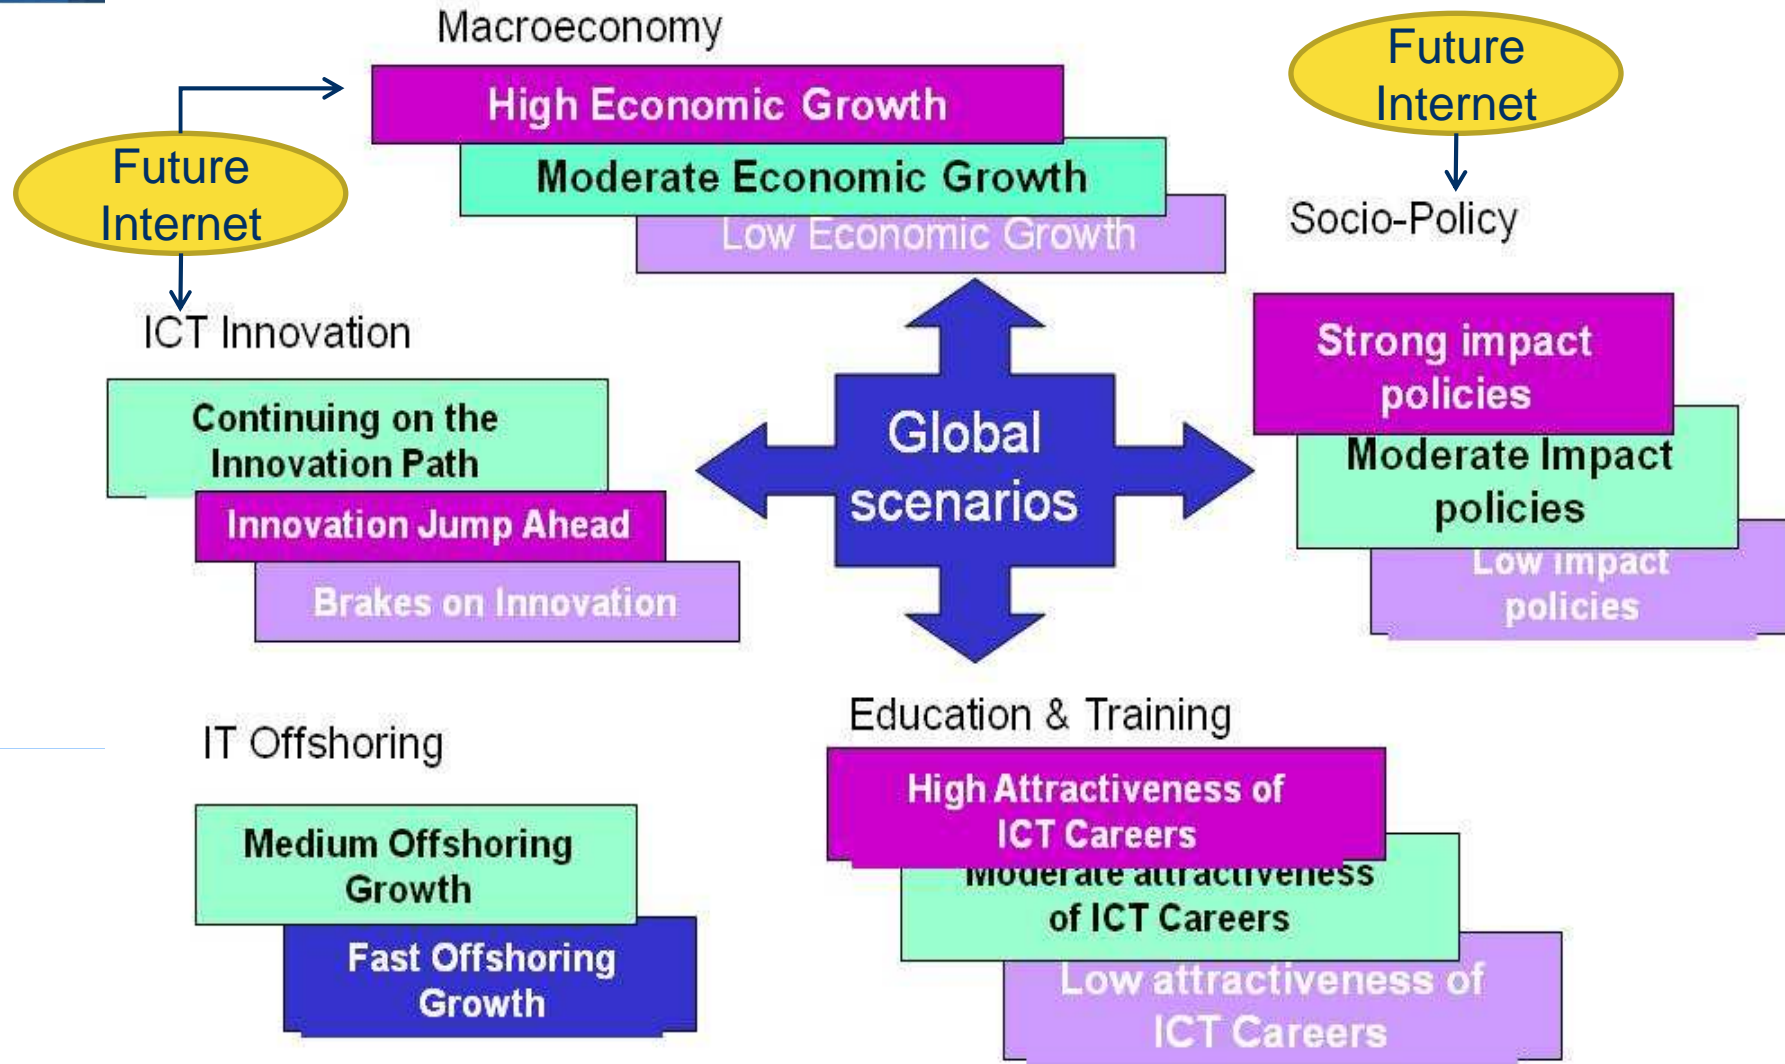 Macroeconomy
High Economic Growth
Moderate Economic Growth
Low Economic Growth
Future
Internet
Future
Internet
Socio-Policy
Strong impact
policies
Moderate Impact
policies
Low impact
policies
ICT Innovation
Continuing on the
Innovation Path
Innovation Jump Ahead
Brakes on Innovation
Global
scenarios
IT Offshoring
Medium Offshoring
Growth
Fast Offshoring
Growth
Education & Training
High Attractiveness of
ICT Careers
Moderate attractiveness
of ICT Careers
Low attractiveness of
ICT Careers